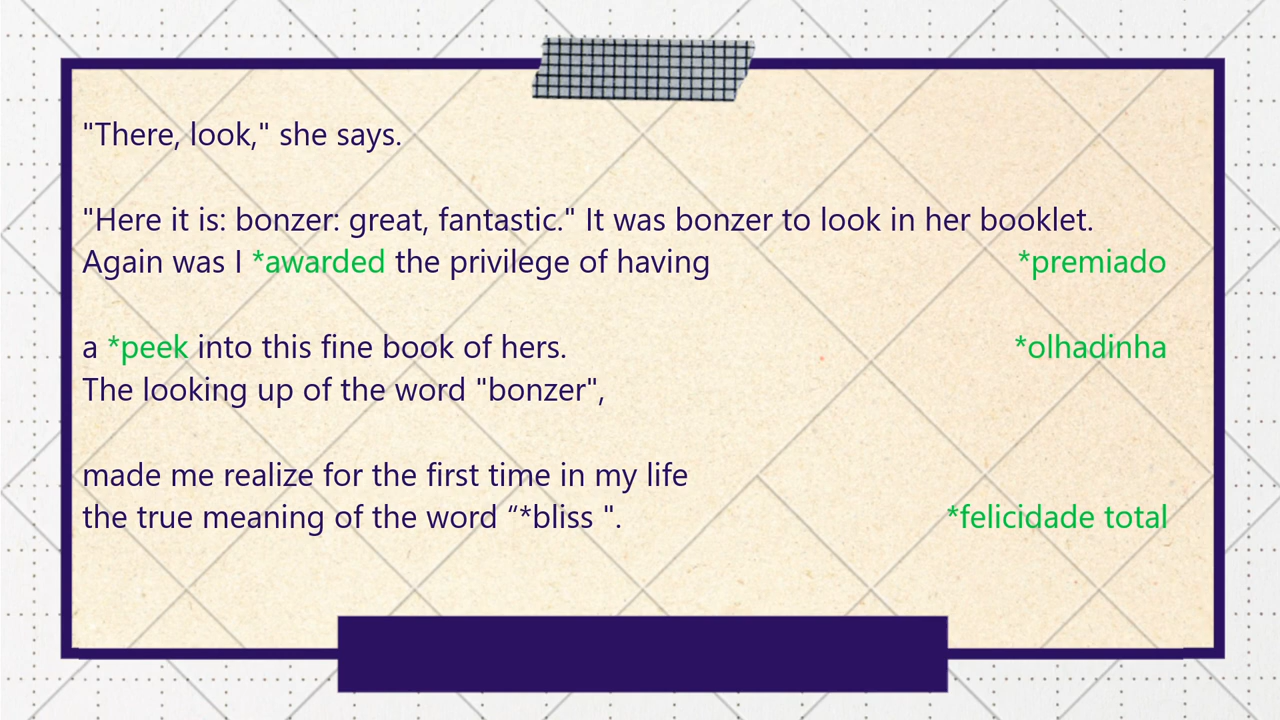 "There, look," she says.
"Here it is: bonzer: great, fantastic." It was bonzer to look in her booklet.
Again was I *awarded the privilege of having *premiado
a *peek into this fine book of hers. *olhadinha
The looking up of the word "bonzer",
made me realize for the first time in my life
the true meaning of the word “*bliss ". *felicidade total